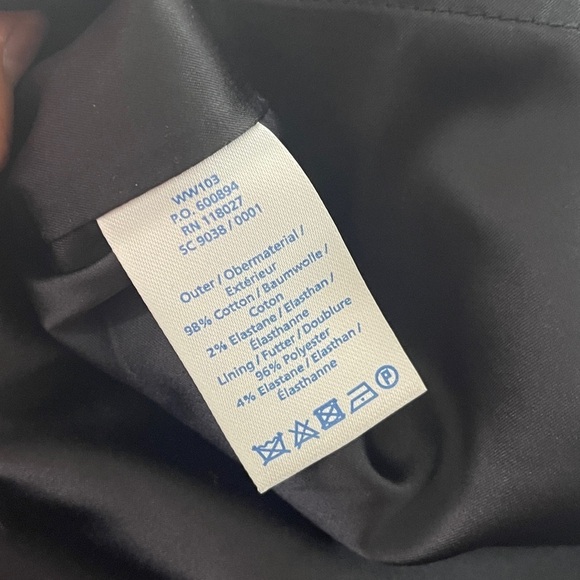 WW103
P.O. 600894
RN 118027
SC 9038 / 0001
Outer / Obermaterial /
Extérieur
98% Cotton / Baumwolle /
Coton
2% Elastane / Elasthan /
Élasthanne
Lining / Futter / Doublure
96% Polyester
4% Elastane / Elasthan /
Élasthanne
P